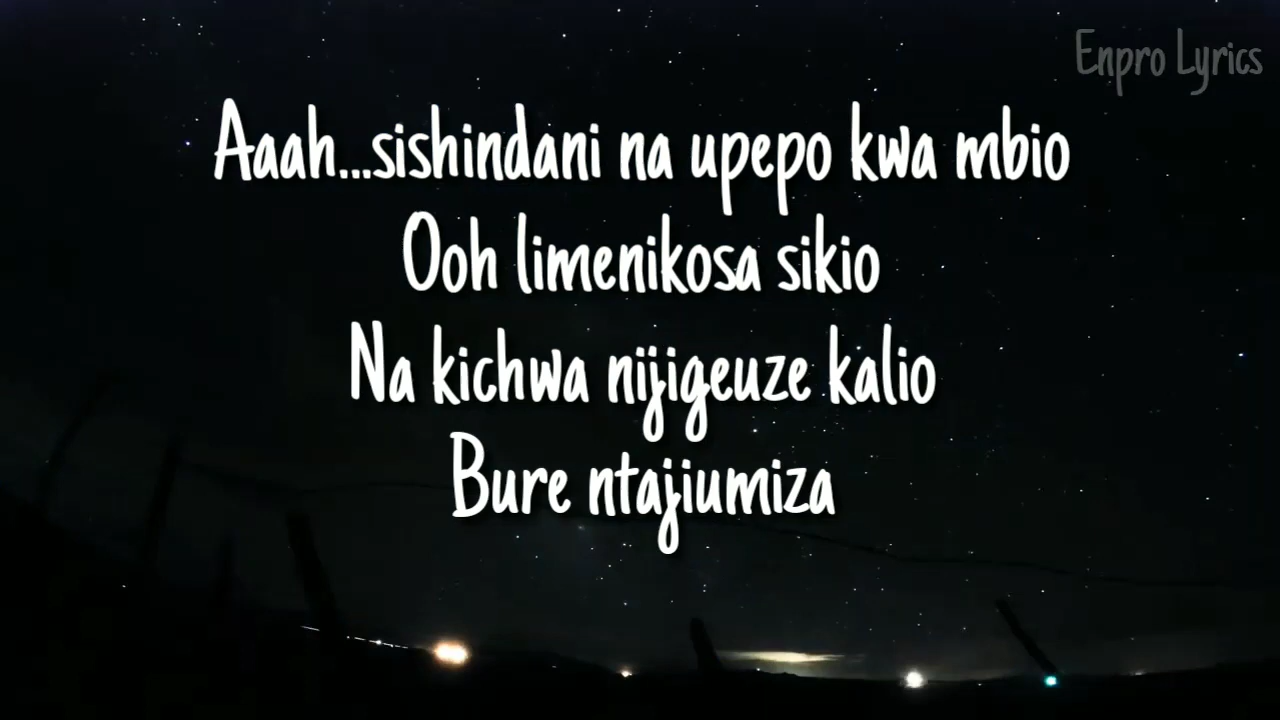 Enpro Lyrics
Aaah...sishindani na upepo kwa mbio
Ooh limenikosa sikio
Na kichwa nijigeuze kalio
Bure ntajiumiza